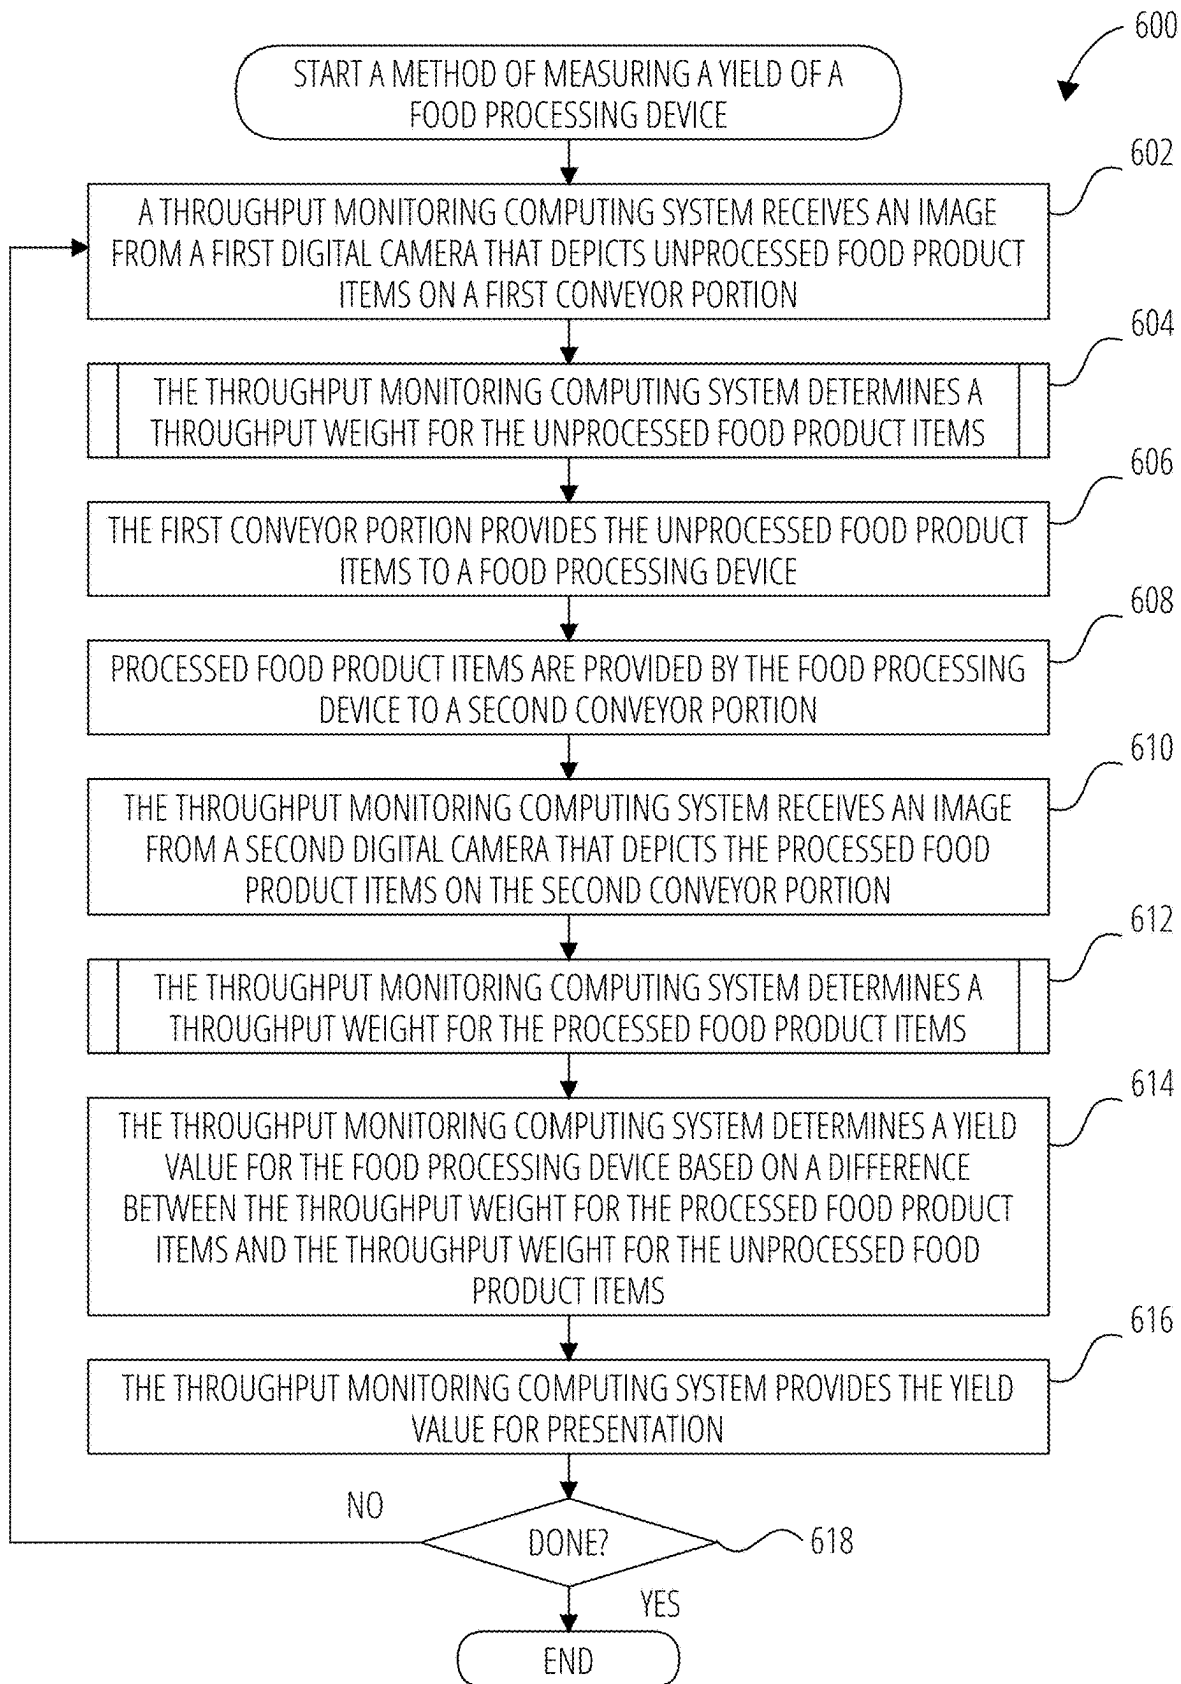 600
START A METHOD OF MEASURING A YIELD OF A
FOOD PROCESSING DEVICE
602
A THROUGHPUT MONITORING COMPUTING SYSTEM RECEIVES AN IMAGE
FROM A FIRST DIGITAL CAMERA THAT DEPICTS UNPROCESSED FOOD PRODUCT
ITEMS ON A FIRST CONVEYOR PORTION
604
THE THROUGHPUT MONITORING COMPUTING SYSTEM DETERMINES A
THROUGHPUT WEIGHT FOR THE UNPROCESSED FOOD PRODUCT ITEMS
606
THE FIRST CONVEYOR PORTION PROVIDES THE UNPROCESSED FOOD PRODUCT
ITEMS TO A FOOD PROCESSING DEVICE
608
PROCESSED FOOD PRODUCT ITEMS ARE PROVIDED BY THE FOOD PROCESSING
DEVICE TO A SECOND CONVEYOR PORTION
610
THE THROUGHPUT MONITORING COMPUTING SYSTEM RECEIVES AN IMAGE
FROM A SECOND DIGITAL CAMERA THAT DEPICTS THE PROCESSED FOOD
PRODUCT ITEMS ON THE SECOND CONVEYOR PORTION
612
THE THROUGHPUT MONITORING COMPUTING SYSTEM DETERMINES A
THROUGHPUT WEIGHT FOR THE PROCESSED FOOD PRODUCT ITEMS
614
THE THROUGHPUT MONITORING COMPUTING SYSTEM DETERMINES A YIELD
VALUE FOR THE FOOD PROCESSING DEVICE BASED ON A DIFFERENCE
BETWEEN THE THROUGHPUT WEIGHT FOR THE PROCESSED FOOD PRODUCT
ITEMS AND THE THROUGHPUT WEIGHT FOR THE UNPROCESSED FOOD
PRODUCT ITEMS
616
THE THROUGHPUT MONITORING COMPUTING SYSTEM PROVIDES THE YIELD
VALUE FOR PRESENTATION
NO
DONE?
618
YES
END